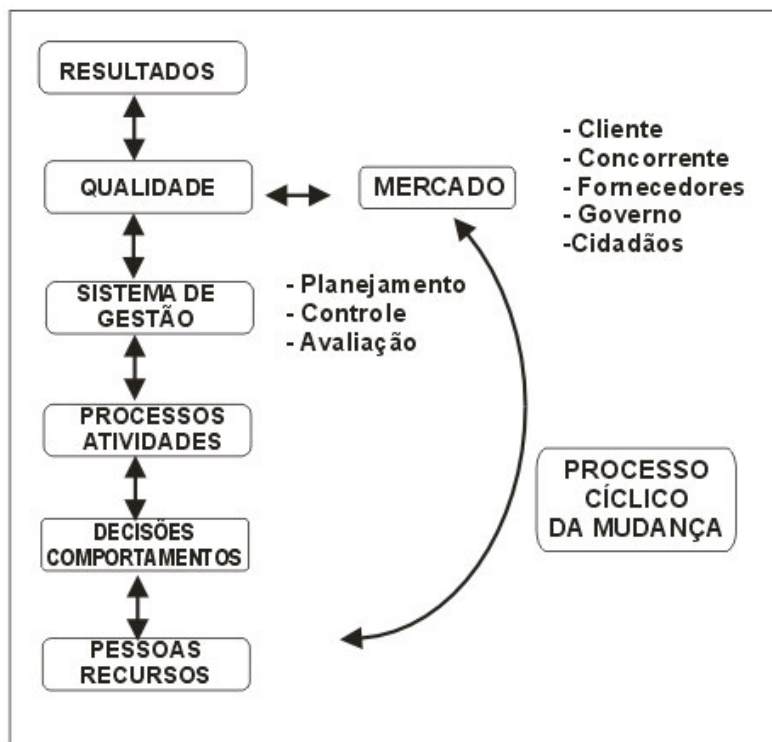 RESULTADOS
QUALIDADE
MERCADO
- Cliente
- Concorrente
- Fornecedores
- Governo
-Cidadãos
SISTEMA DE
GESTÃO
- Planejamento
- Controle
- Avaliação
PROCESSOS
ATIVIDADES
PROCESSO
CÍCLICO
DA MUDANÇA
DECISÕES
COMPORTAMENTOS
PESSOAS
RECURSOS